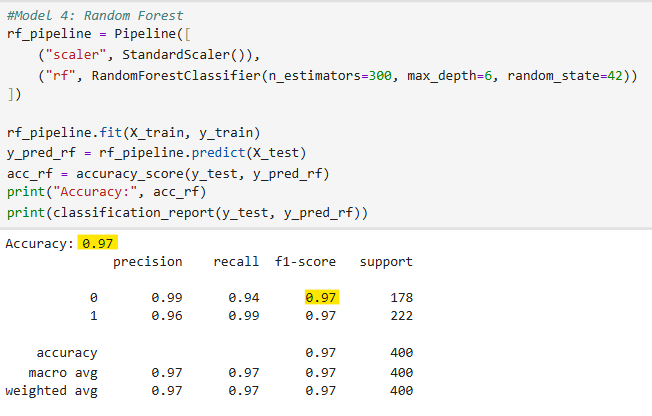 #Model 4: Random Forest
rf_pipeline = Pipeline([
    ("scaler", StandardScaler()),
    ("rf", RandomForestClassifier(n_estimators=300, max_depth=6, random_state=42))
])
rf_pipeline.fit(X_train, y_train)
y_pred_rf = rf_pipeline.predict(X_test)
acc_rf = accuracy_score(y_test, y_pred_rf)
print("Accuracy:", acc_rf)
print(classification_report(y_test, y_pred_rf))
Accuracy: 0.97
              precision    recall  f1-score   support
           0       0.99      0.94      0.97       178
           1       0.96      0.99      0.97       222
    accuracy                           0.97       400
   macro avg       0.97      0.97      0.97       400
weighted avg       0.97      0.97      0.97       400